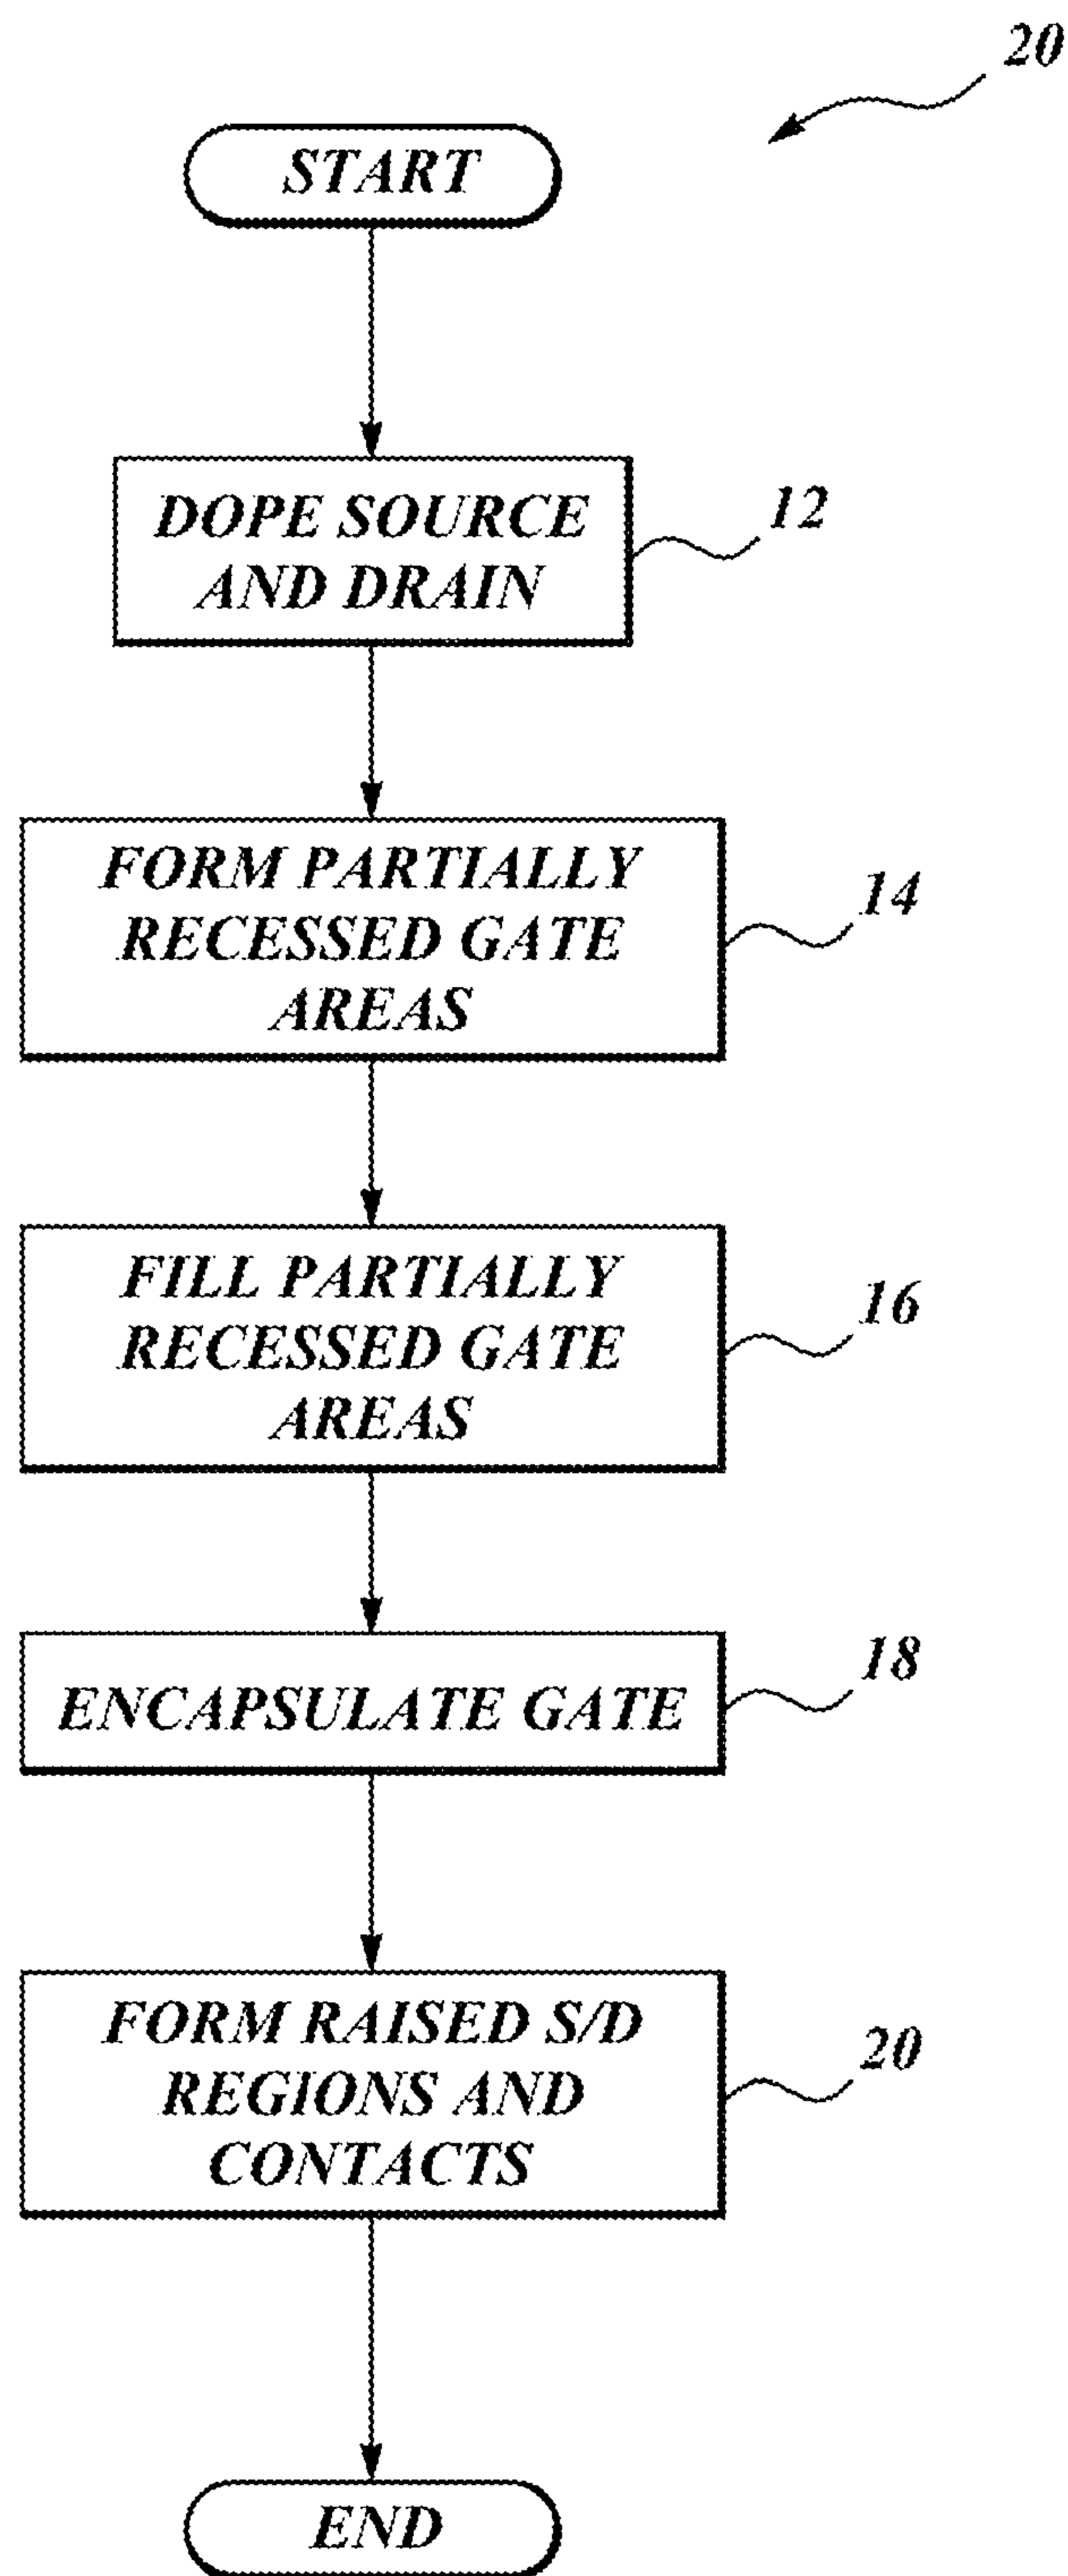 20
START
DOPE SOURCE
AND DRAIN
12
FORM PARTIALLY
RECESSED GATE
AREAS
14
FILL PARTIALLY
RECESSED GATE
AREAS
16
ENCAPSULATE GATE
18
FORM RAISED S/D
REGIONS AND
CONTACTS
20
END